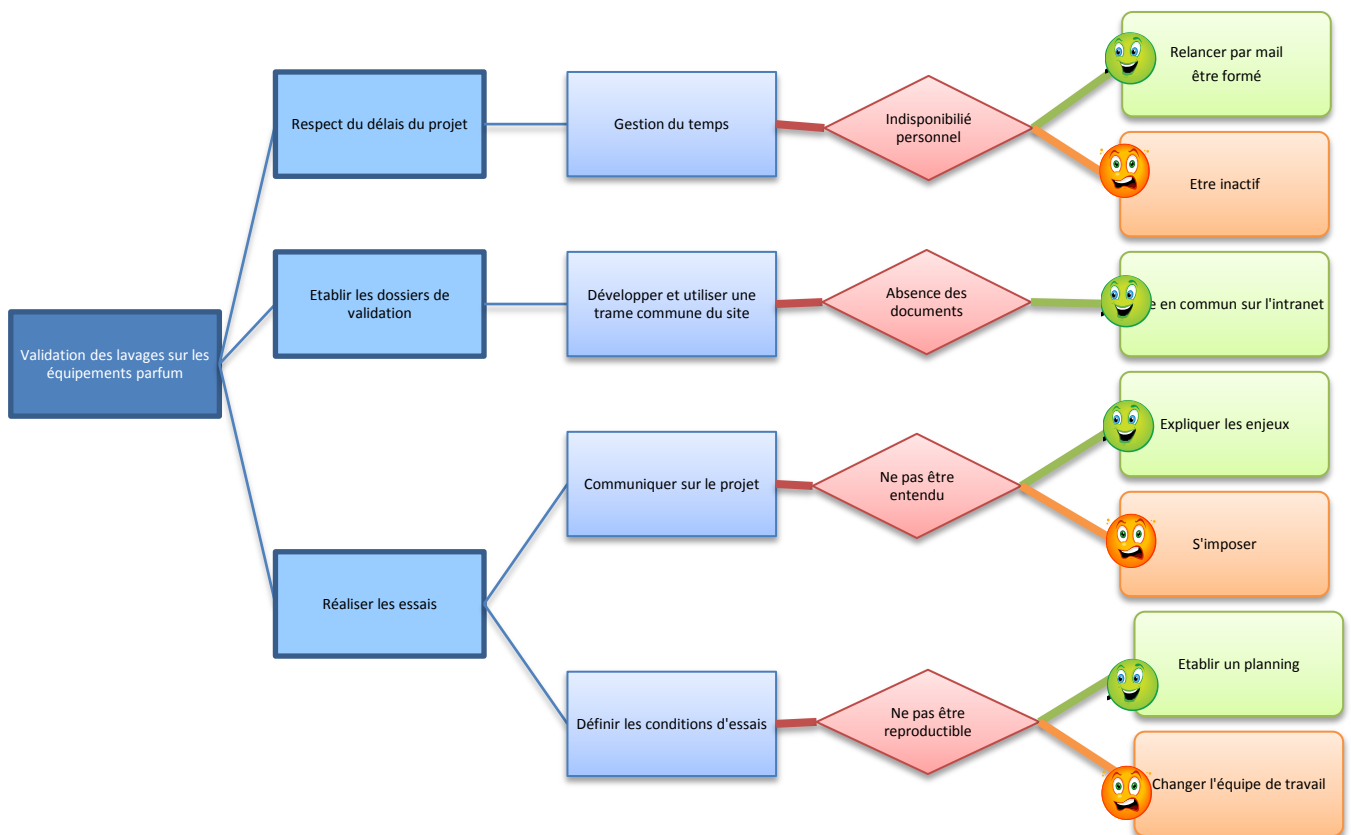 Relancer par mail
être formé
Respect du délais du projet
Gestion du temps
Indisponibilié
personnel
Etre inactif
Etablir les dossiers de
validation
Développer et utiliser une
trame commune du site
Absence des
documents
e en commun sur l'intranet
Validation des lavages sur les
équipements parfum
Expliquer les enjeux
Communiquer sur le projet
Ne pas être
entendu
S'imposer
Réaliser les essais
Etablir un planning
Définir les conditions d'essais
Ne pas être
reproductible
Changer l'équipe de travail